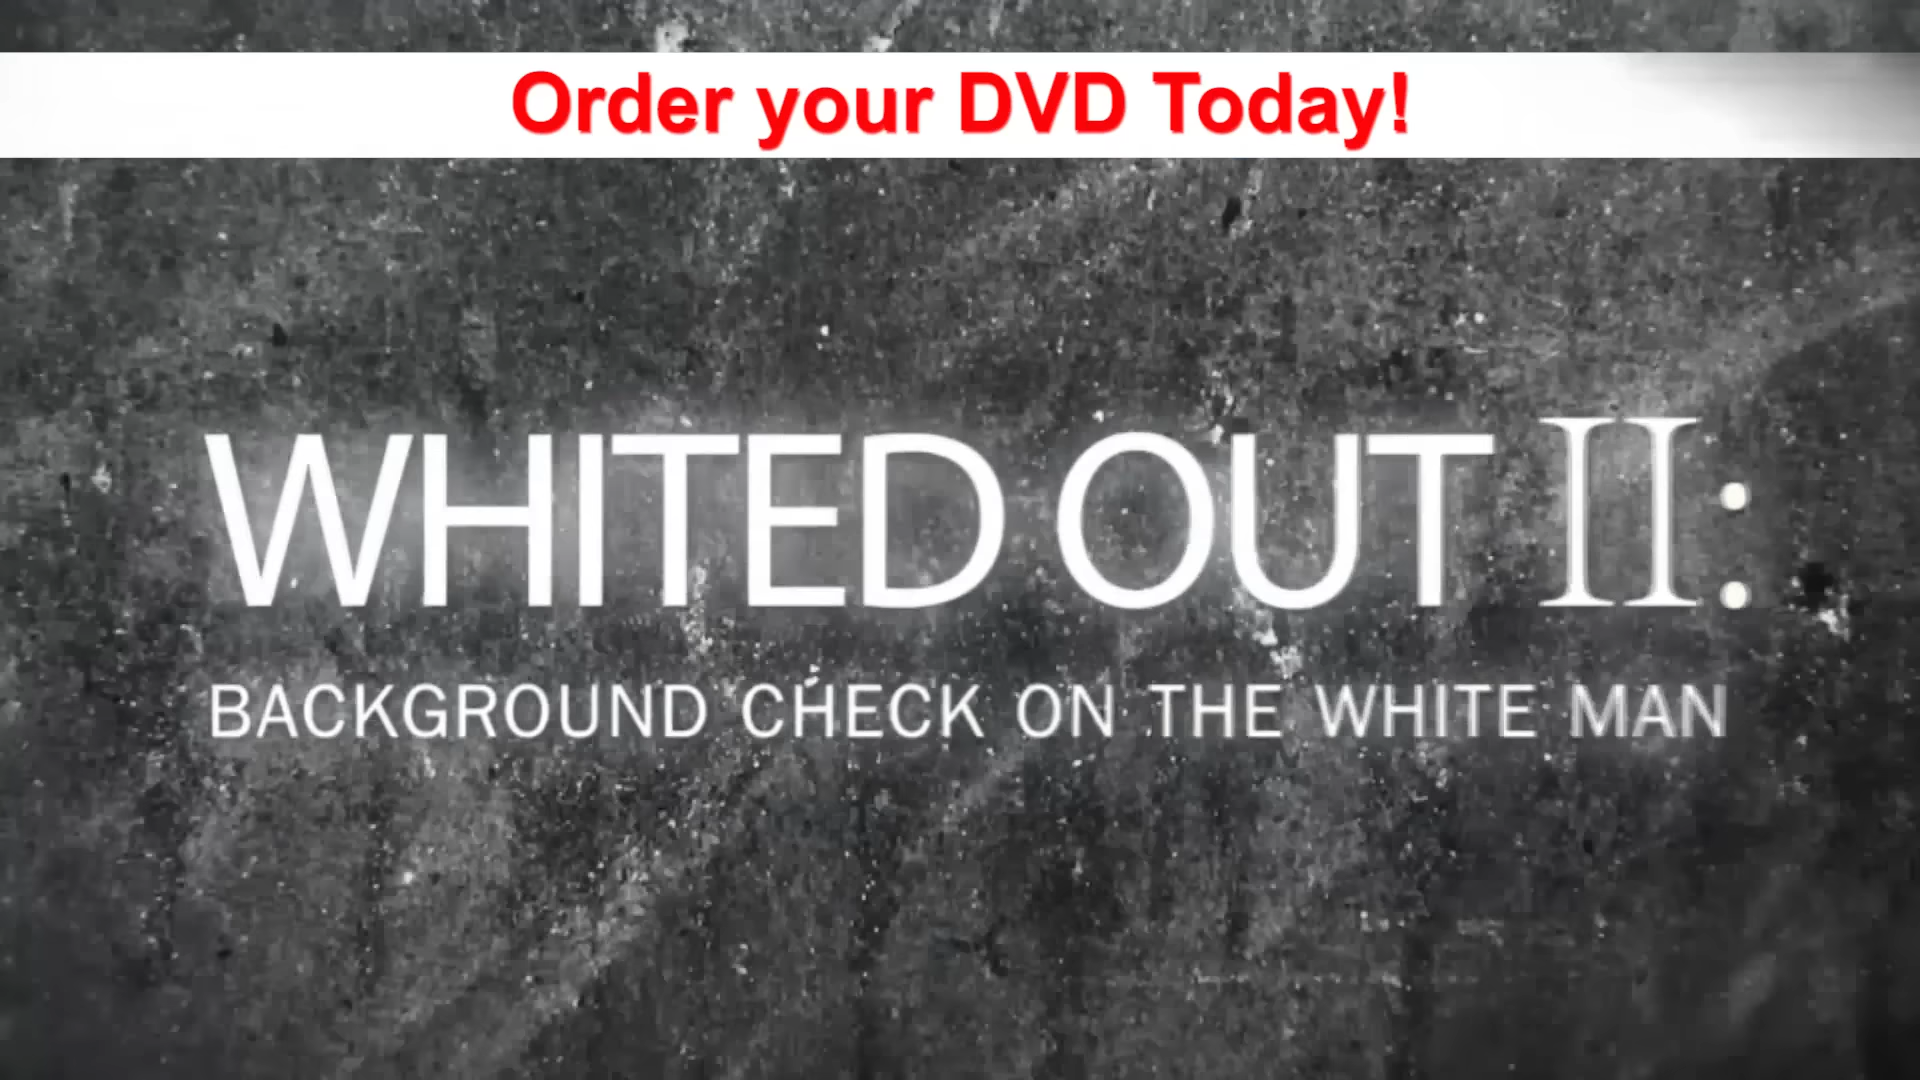 Order your DVD Today!
WHITED OUT II:
BACKGROUND CHECK ON THE WHITE MAN